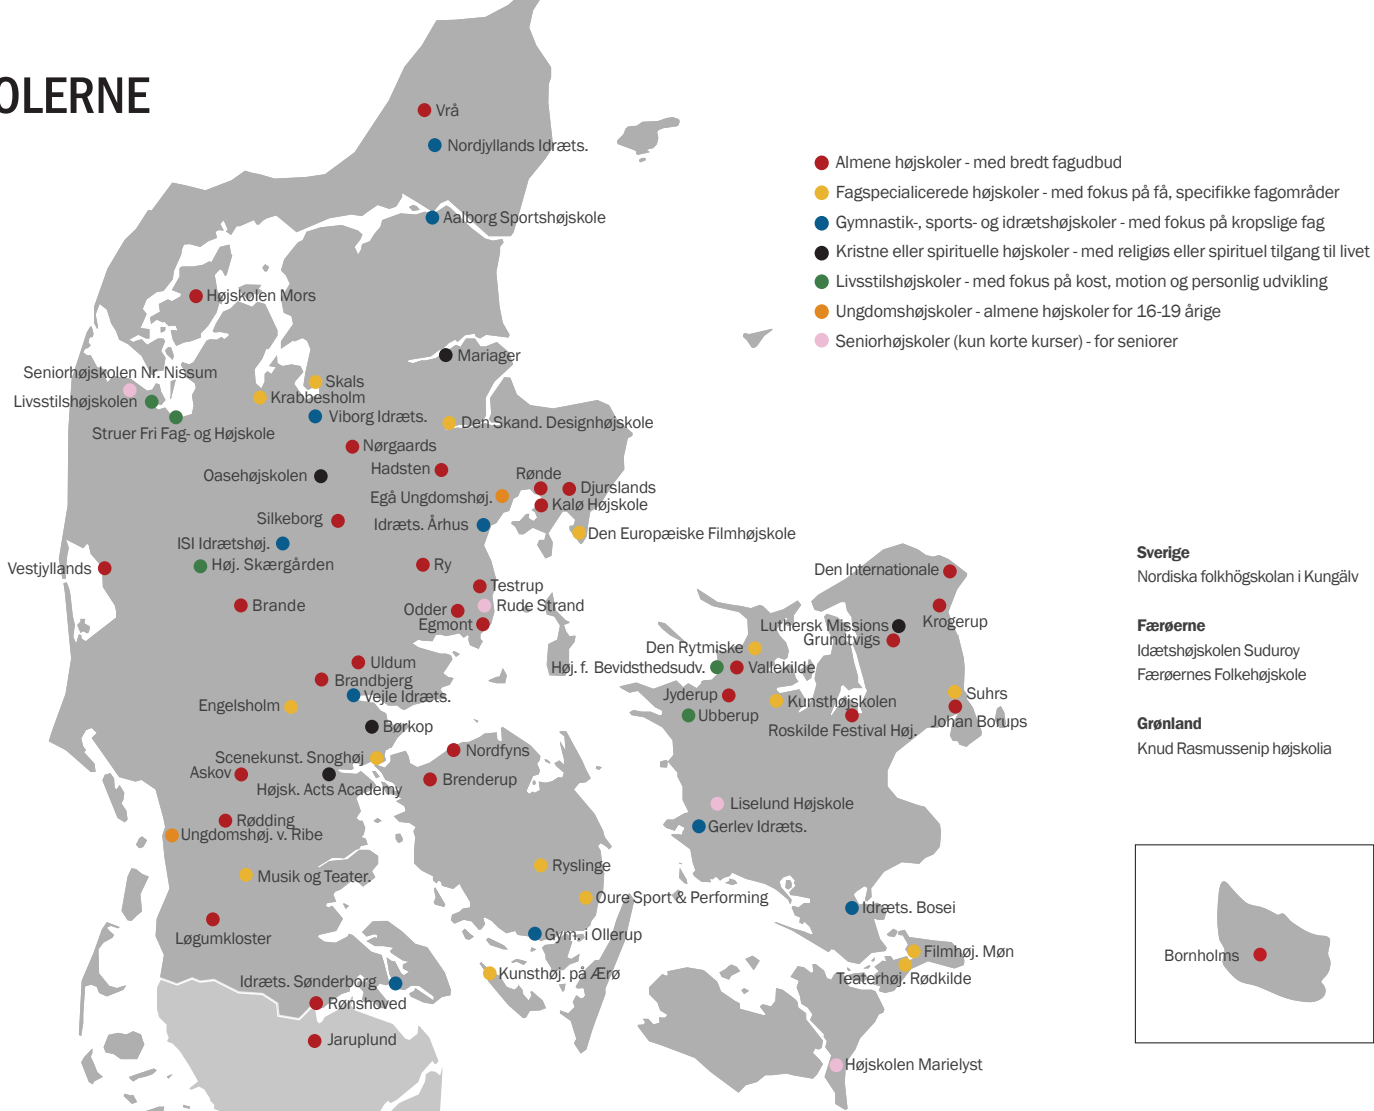 OLERNE
Vrå
Nordjyllands Idræts.
Aalborg Sportshøjskole
Almene højskoler - med bredt fagudbud
Fagspecialicerede højskoler - med fokus på få, specifikke fagområder
Gymnastik-, sports- og idrætshøjskoler - med fokus på kropslige fag
Kristne eller spirituelle højskoler - med religiøs eller spirituel tilgang til livet
Livsstilshøjskoler - med fokus på kost, motion og personlig udvikling
Ungdomshøjskoler - almene højskoler for 16-19 årige
Seniorhøjskoler (kun korte kurser) - for seniorer
Højskolen Mors
Mariager
Seniorhøjskolen Nr. Nissum
Skals
Krabbesholm
Livsstilshøjskolen
Viborg Idræts.
Den Skand. Designhøjskole
Struer Fri Fag- og Højskole
Nørgaards
Hadsten
Oasehøjskolen
Rønde
Djurslands
Egå Ungdomshøj.
Kalø Højskole
Silkeborg
Idræts. Århus
Den Europæiske Filmhøjskole
ISI Idrætshøj.
Høj. Skærgården
Ry
Vestjyllands
Testrup
Brande
Rude Strand
Odder
Egmont
Uldum
Brandbjerg
Vejle Idræts.
Engelsholm
Børkop
Scenekunst. Snoghøj
Nordfyns
Askov
Højsk. Acts Academy
Brenderup
Rødding
Ungdomshøj. v. Ribe
Musik og Teater.
Ryslinge
Oure Sport & Performing
Løgumkloster
Gym. i Ollerup
Idræts. Sønderborg
Kunsthøj. på Ærø
Rønshoved
Jaruplund
Den Internationale
Krogerup
Luthersk Missions
Grundtvigs
Den Rytmiske
Høj. f. Bevidsthedsudv.
Vallekilde
Jyderup
Kunsthøjskolen
Suhrs
Ubberup
Roskilde Festival Høj.
Johan Borups
Liselund Højskole
Gerlev Idræts.
Idræts. Bosei
Filmhøj. Møn
Teaterhøj. Rødkilde
Højskolen Marielyst
Sverige
Nordiska folkhögskolan i Kungälv
Færøerne
Idætshøjskolen Suduroy
Færøernes Folkehøjskole
Grønland
Knud Rasmussenip højskolia
Bornholms